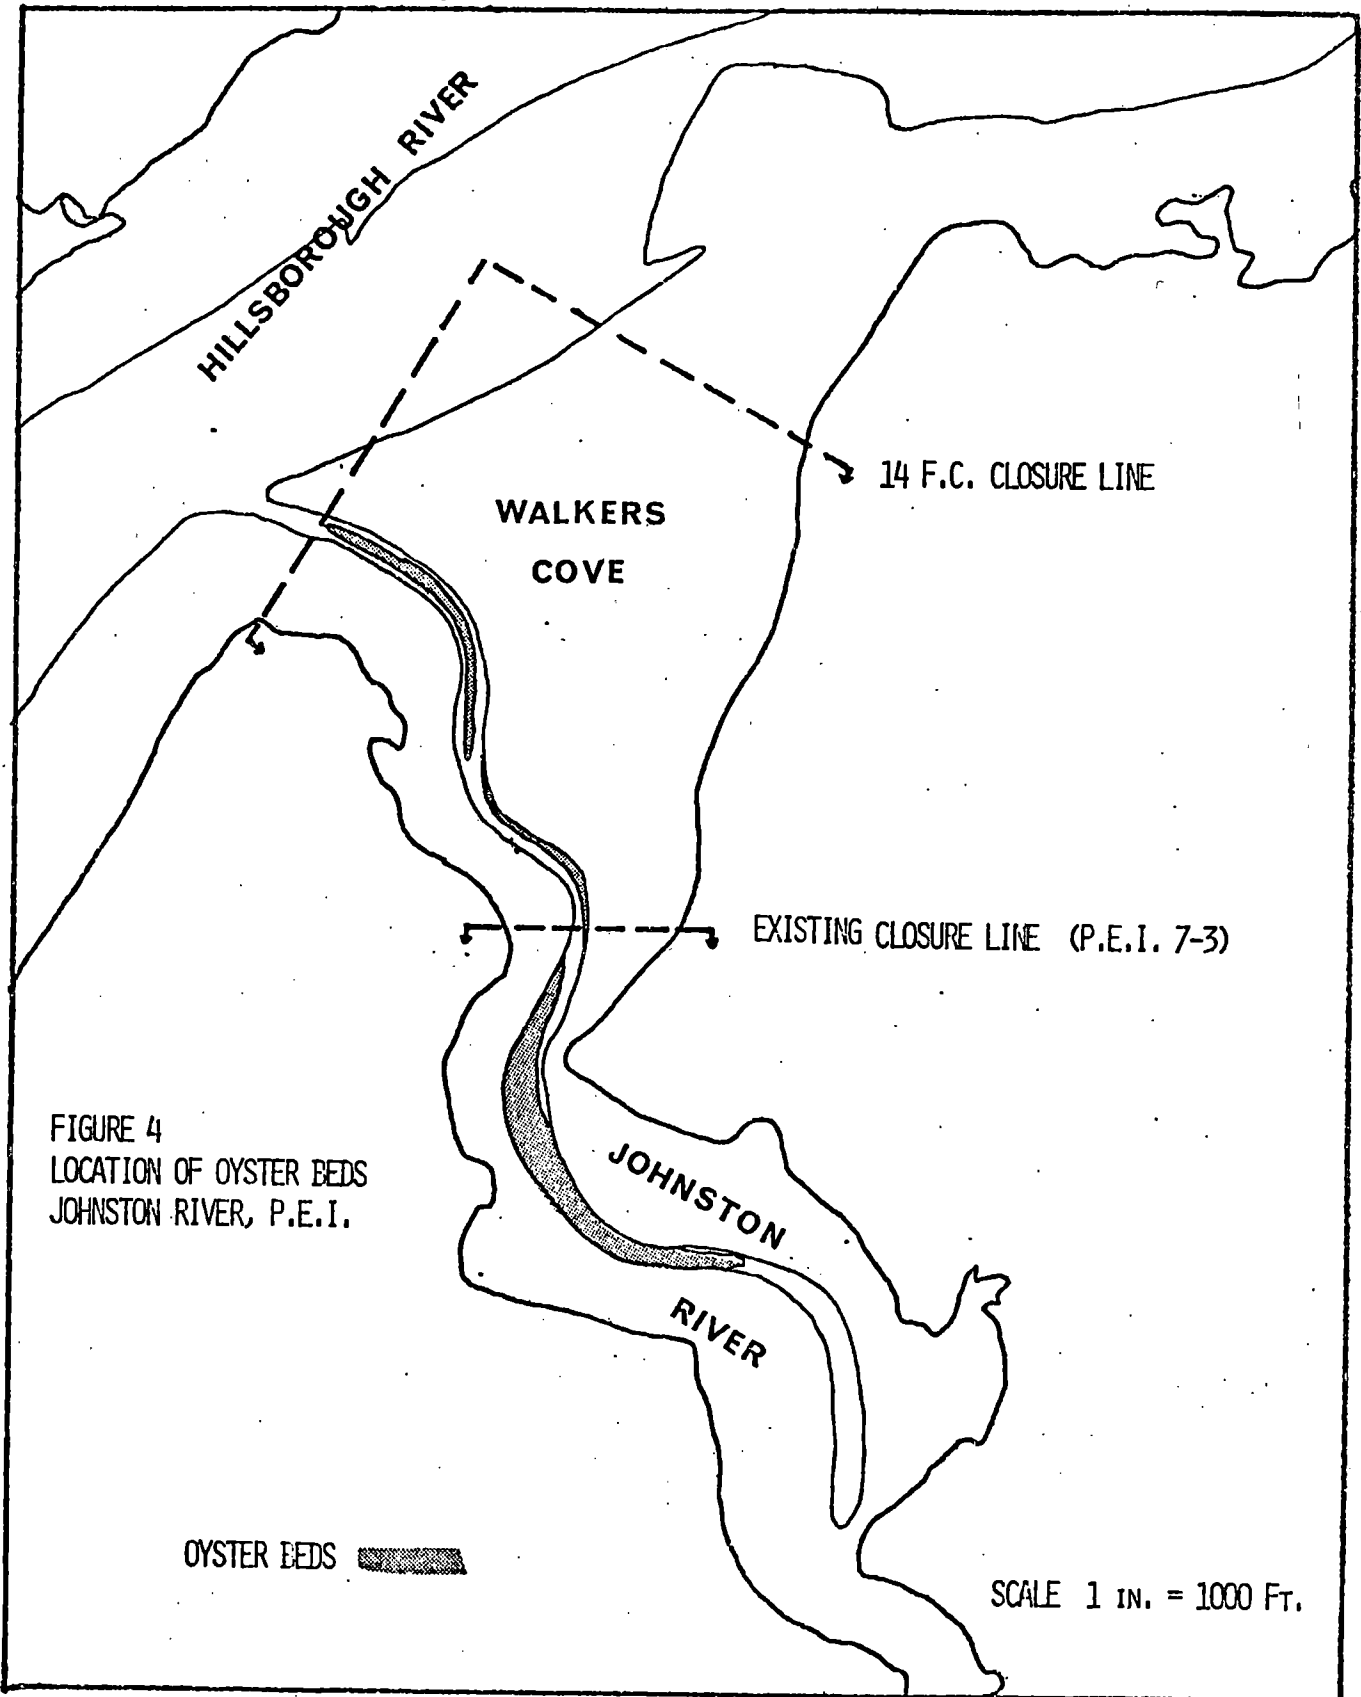 HILLSBOROUGH RIVER
14 F.C. CLOSURE LINE
WALKERS
COVE
EXISTING CLOSURE LINE (P.E.I. 7-3)
FIGURE 4
LOCATION OF OYSTER BEDS
JOHNSTON RIVER, P.E.I.
JOHNSTON
RIVER
OYSTER BEDS
SCALE 1 IN. = 1000 FT.